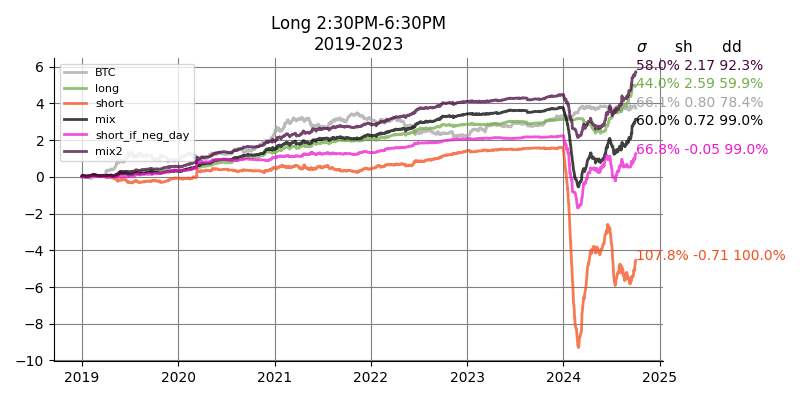 Long 2:30PM-6:30PM
2019-2023
σ sh dd
58.0% 2.17 92.3%
44.0% 2.59 59.9%
66.1% 0.80 78.4%
60.0% 0.72 99.0%
66.8% -0.05 99.0%
107.8% -0.71 100.0%
BTC
long
short
mix
short_if_neg_day
mix2
6
4
2
0
−2
−4
−6
−8
−10
2019 2020 2021 2022 2023 2024 2025